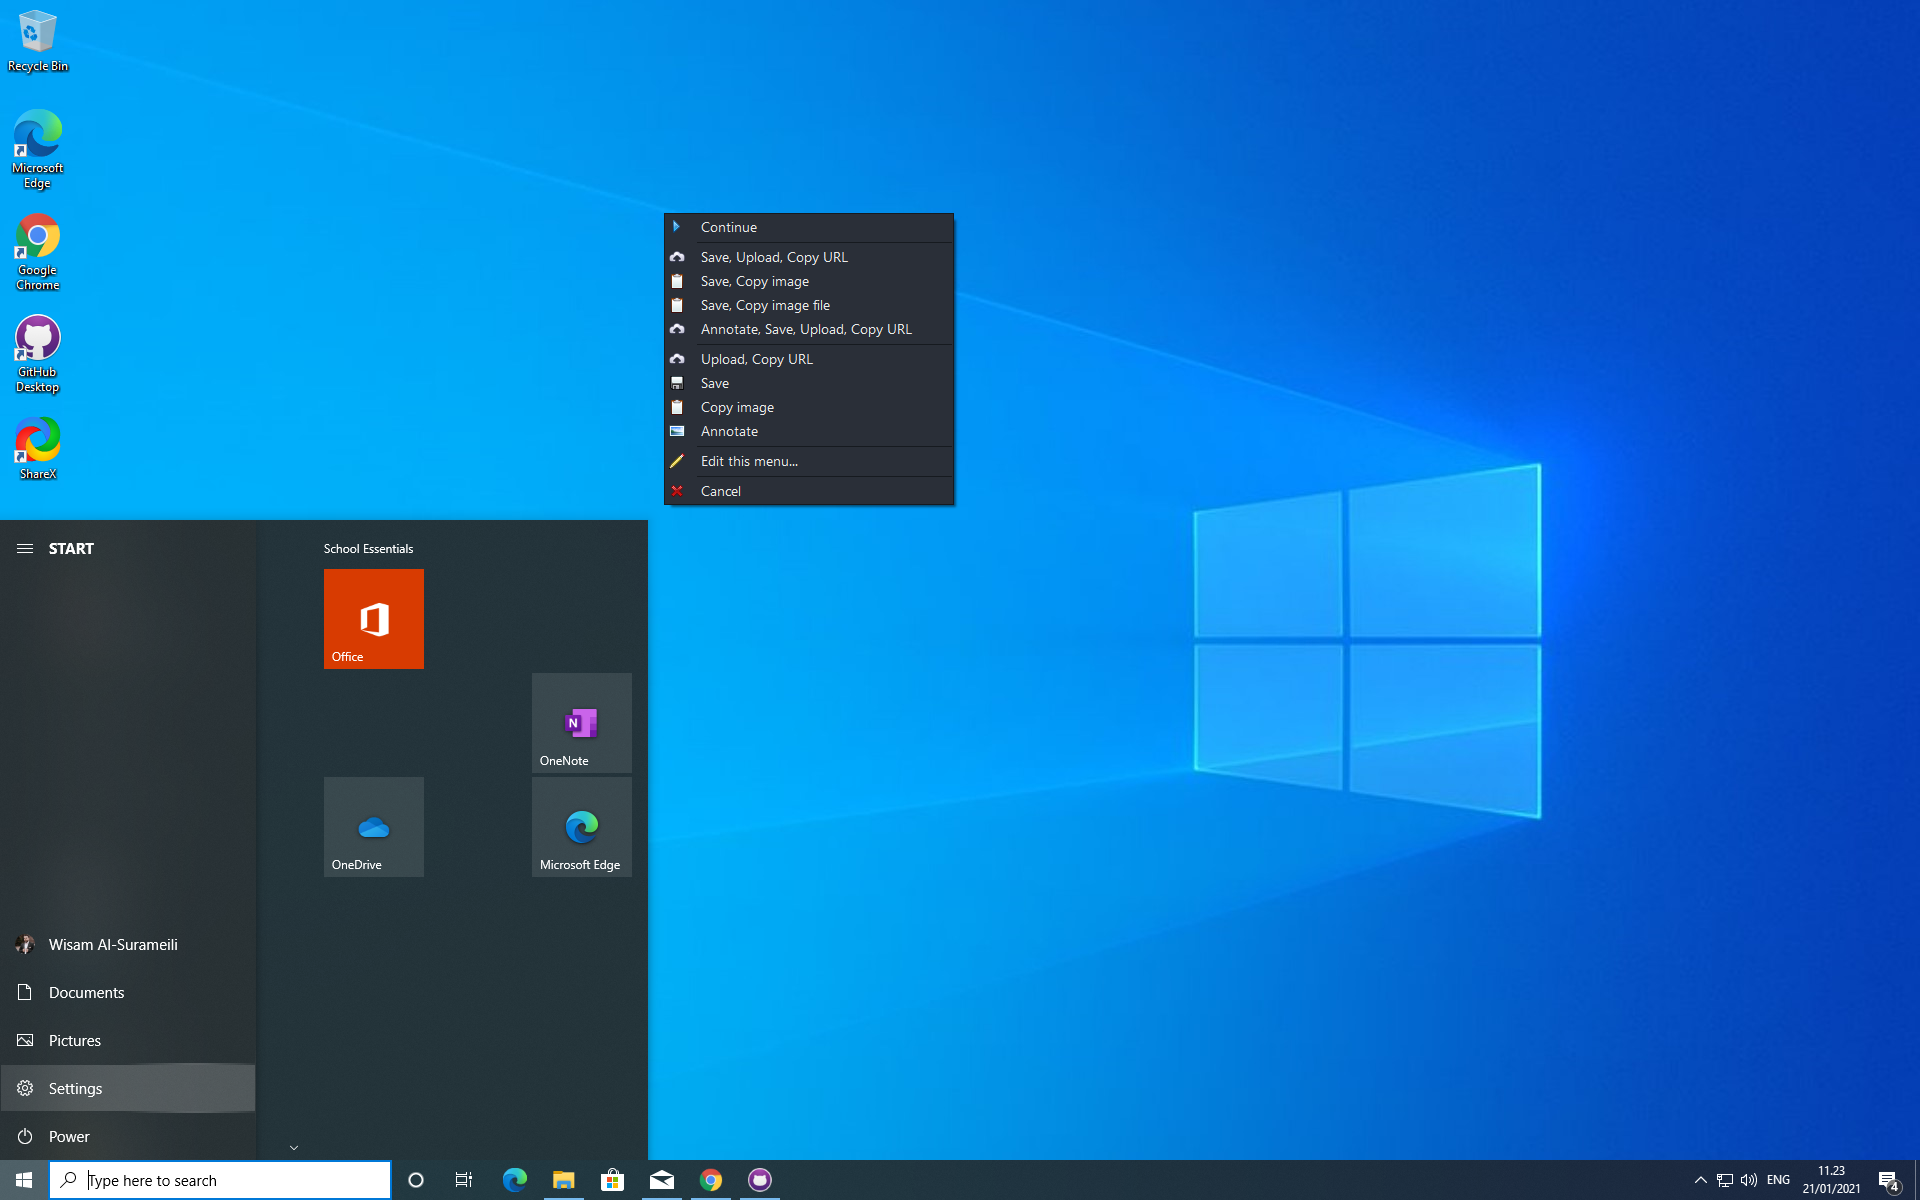 Recycle Bin
Microsoft
Edge
Google
Chrome
GitHub
Desktop
ShareX
Continue
Save, Upload, Copy URL
Save, Copy image
Save, Copy image file
Annotate, Save, Upload, Copy URL
Upload, Copy URL
Save
Copy image
Annotate
Edit this menu...
Cancel
START
School Essentials
Office
N
OneNote
OneDrive
Microsoft Edge
Wisam Al-Surameili
Documents
Pictures
Settings
Power
Type here to search
ENG
11.23
21/01/2021
4